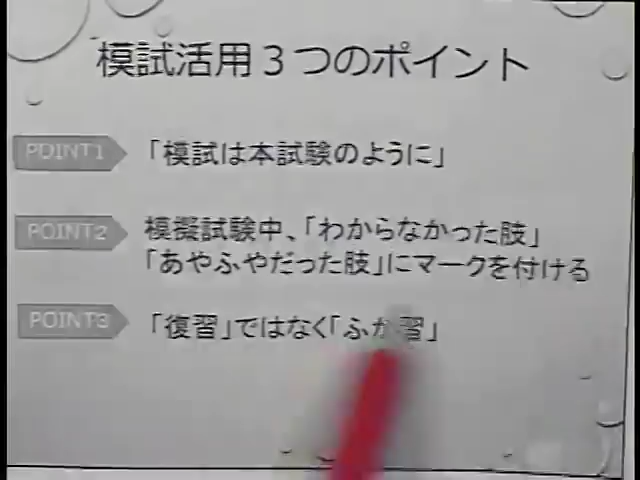 模試活用３つのポイント
POINT1 「模試は本試験のように」
POINT2 模擬試験中、「わからなかった肢」
「あやふやだった肢」にマークを付ける
POINT3 「復習」ではなく「ふか習」